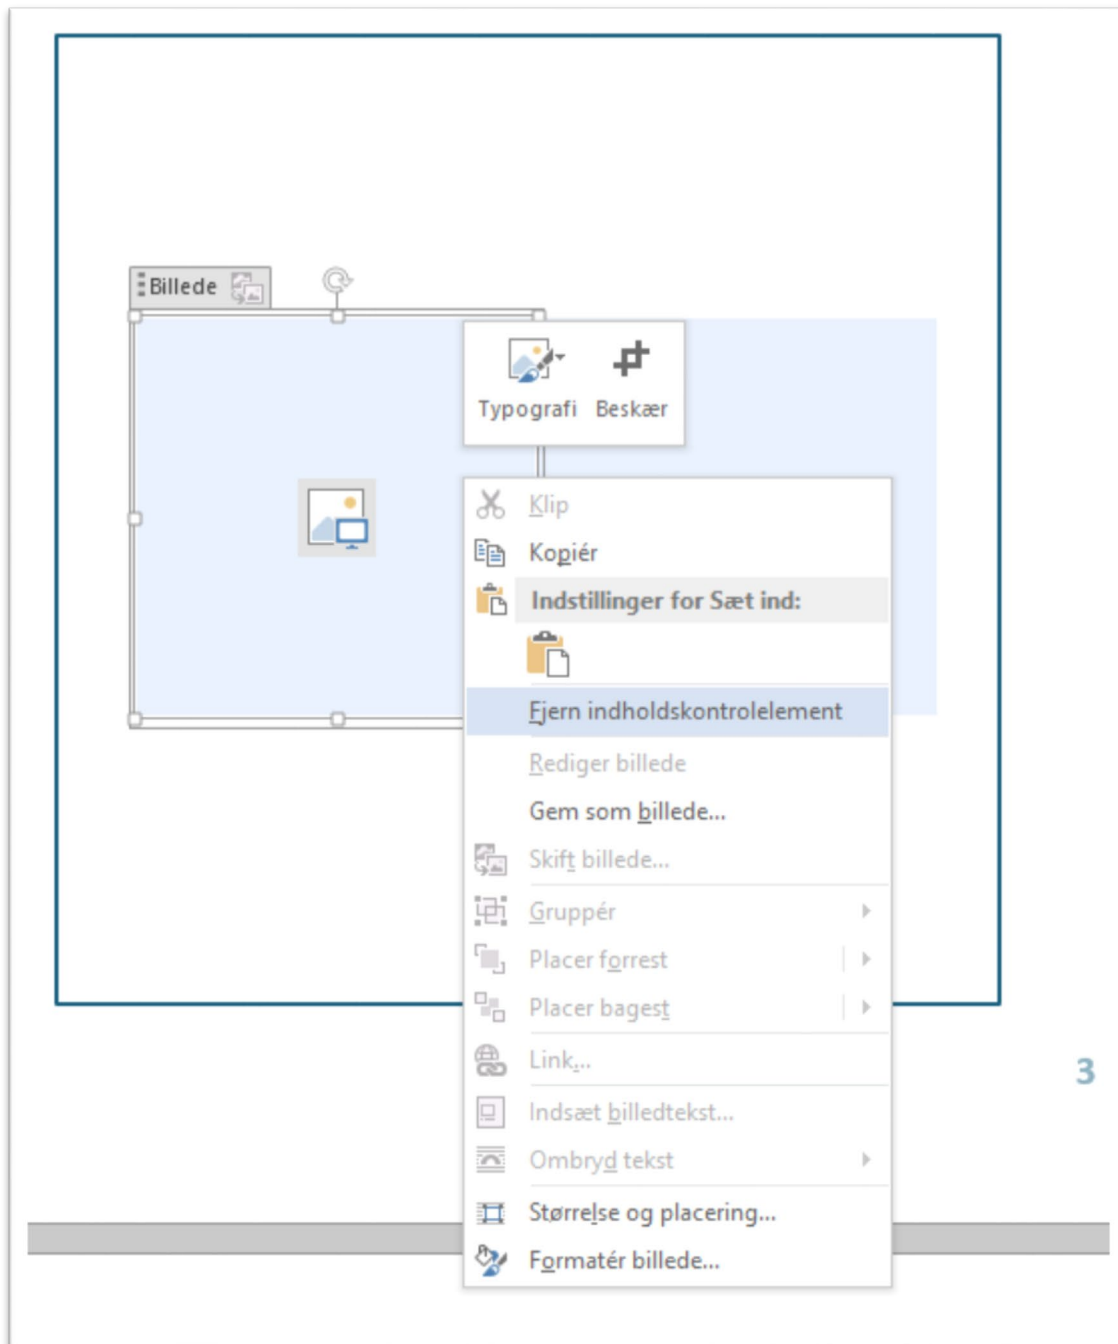 Billede
Typografi Beskær
Klip
Kopiér
Indstillinger for Sæt ind:
Fjern indholdskontrolelement
Rediger billede
Gem som billede...
Skift billede...
Gruppér
Placer forrest
Placer bagest
Link...
3
Indsæt billedtekst...
Ombryd tekst
Størrelse og placering...
Formatér billede...